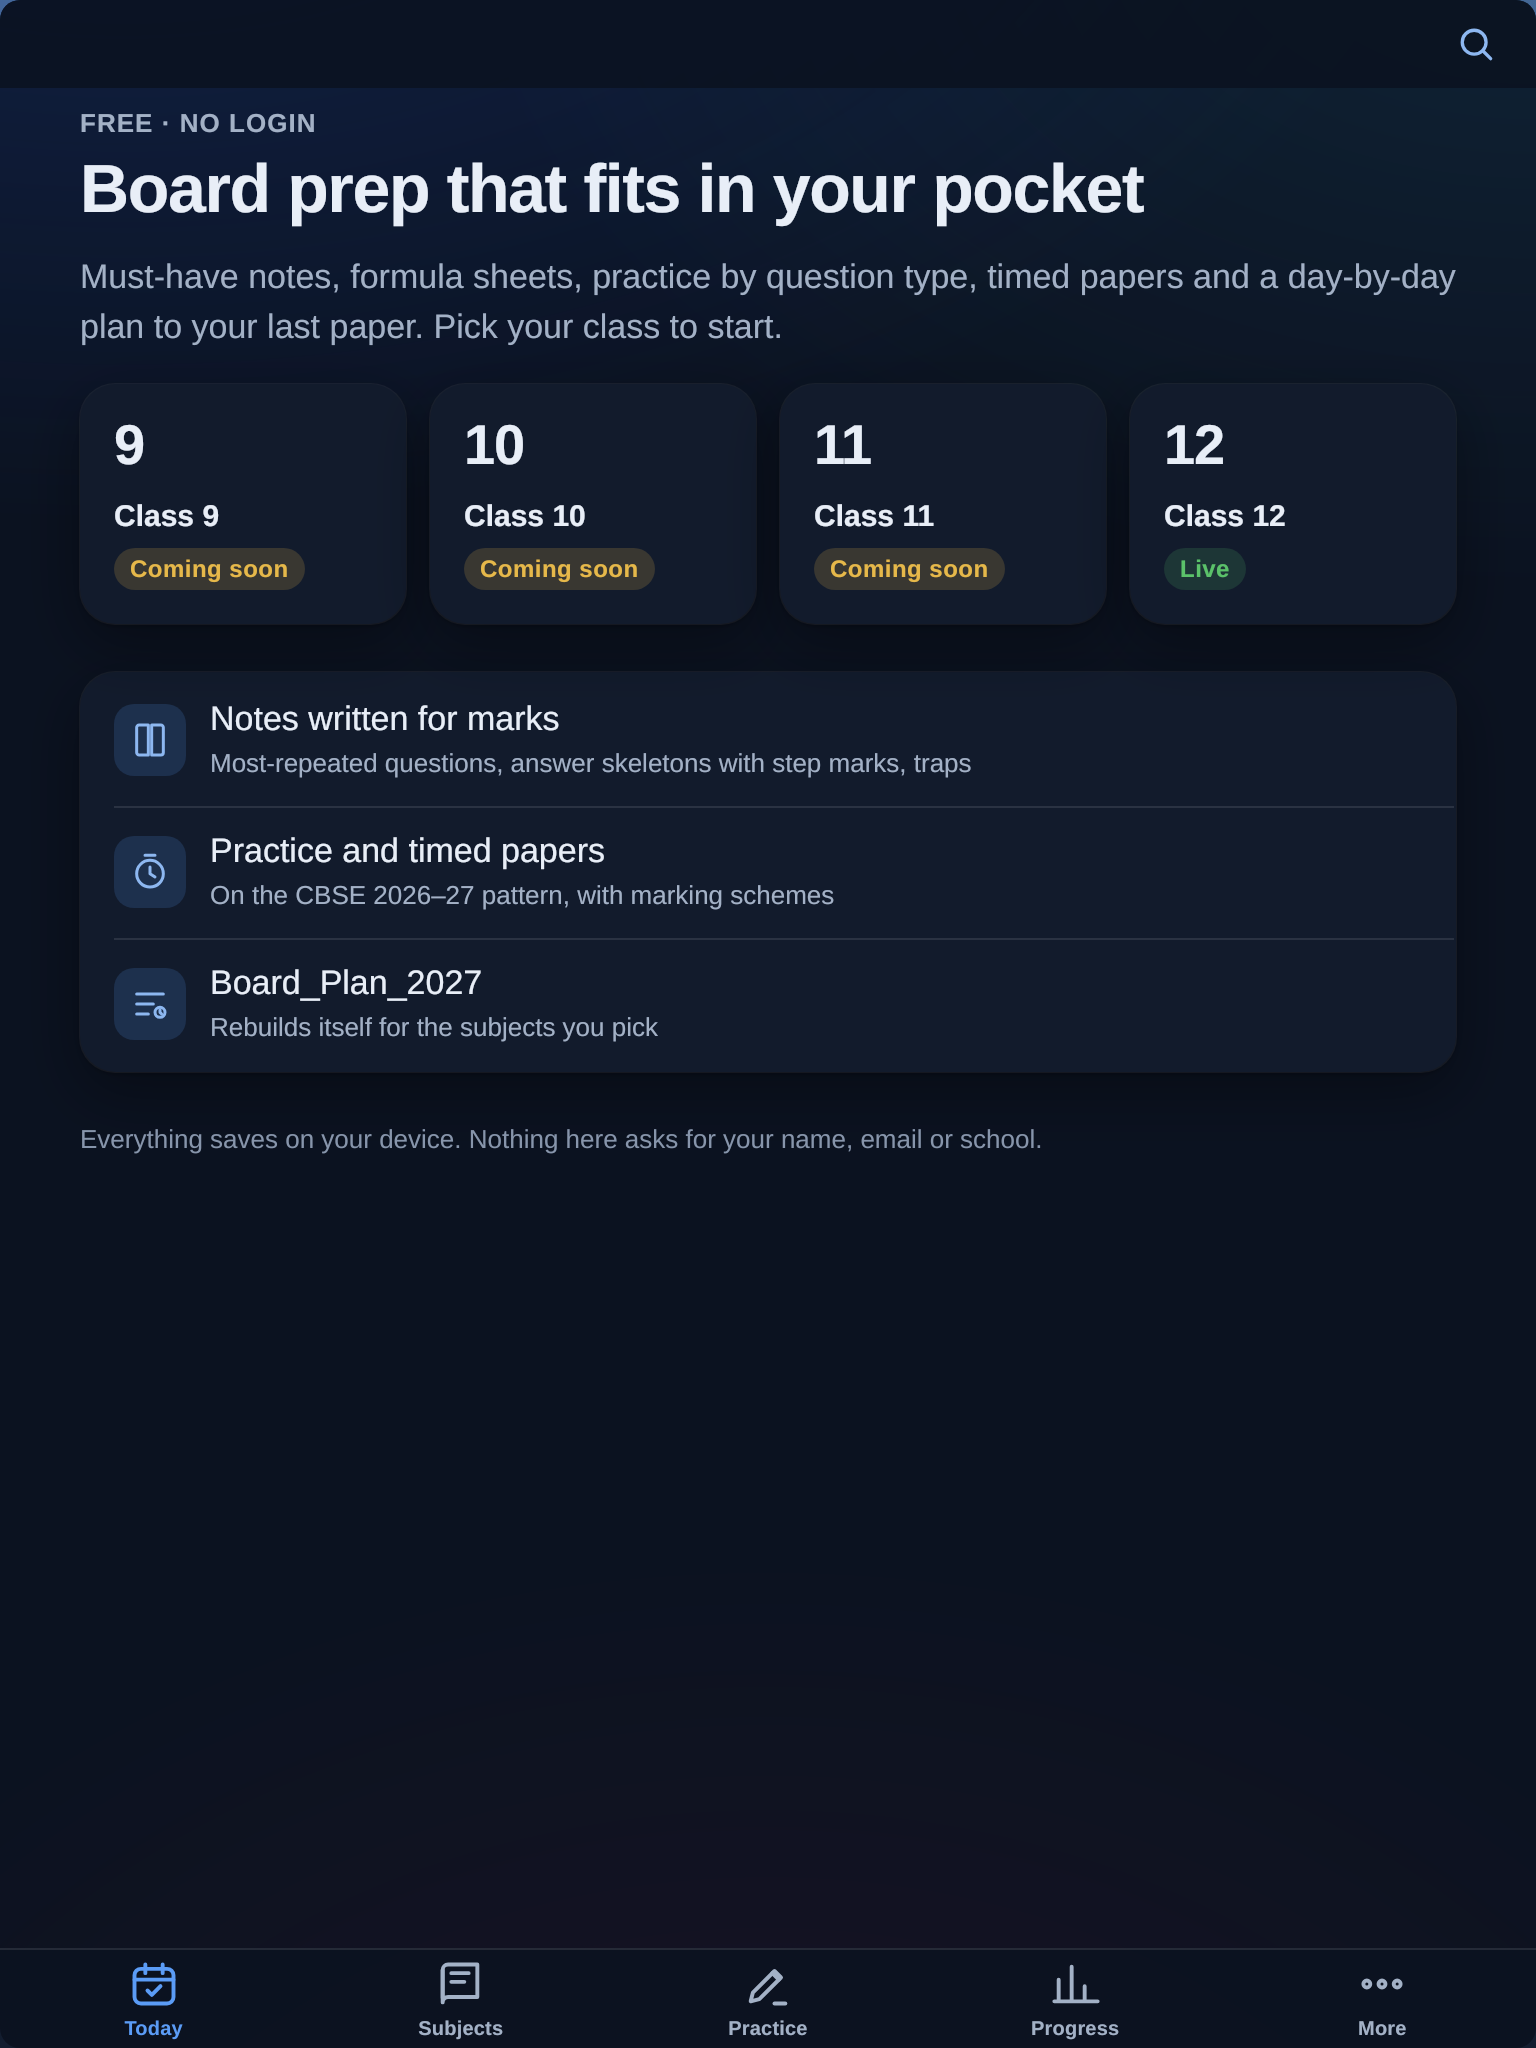 FREE · NO LOGIN
Board prep that fits in your pocket
Must-have notes, formula sheets, practice by question type, timed papers and a day-by-day
plan to your last paper. Pick your class to start.
9
Class 9
Coming soon
10
Class 10
Coming soon
11
Class 11
Coming soon
12
Class 12
Live
Notes written for marks
Most-repeated questions, answer skeletons with step marks, traps
Practice and timed papers
On the CBSE 2026–27 pattern, with marking schemes
Board_Plan_2027
Rebuilds itself for the subjects you pick
Everything saves on your device. Nothing here asks for your name, email or school.
Today
Subjects
Practice
Progress
More